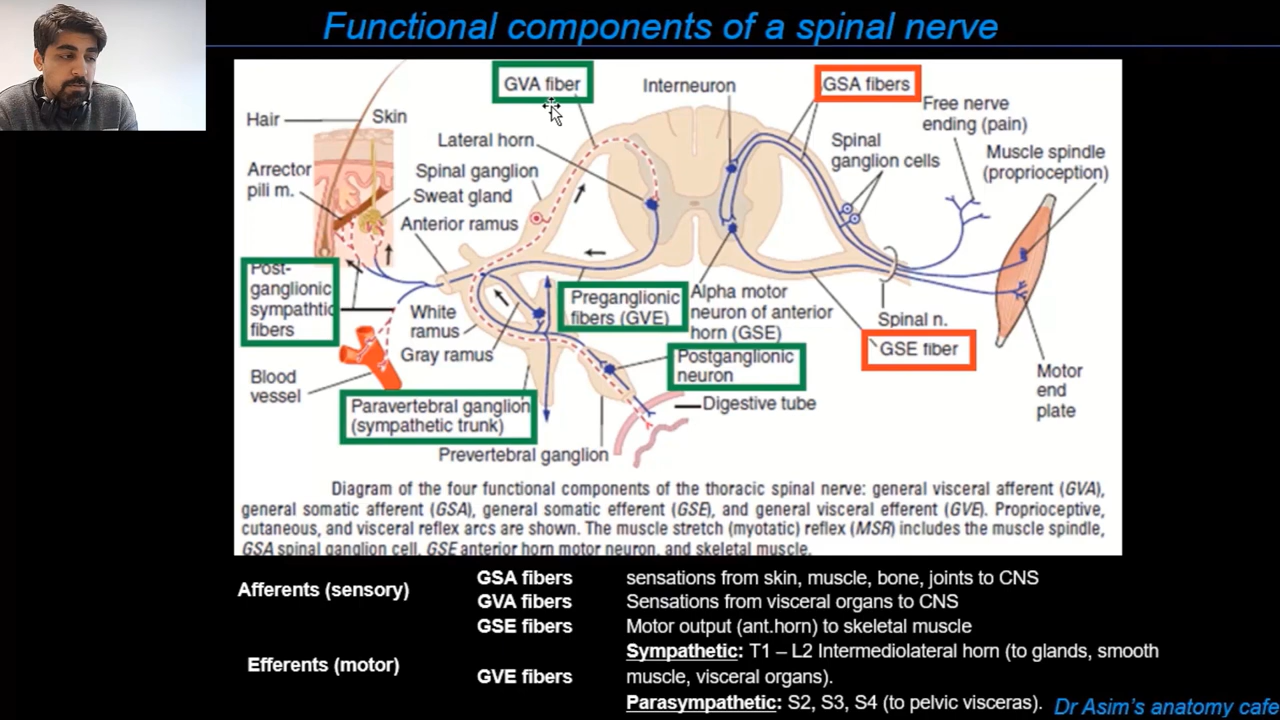 Functional components of a spinal nerve
GVA fiber
Interneuron
GSA fibers
Hair
Skin
Free nerve
ending (pain)
Lateral horn
Spinal
ganglion cells
Muscle spindle
(proprioception)
Arrector
pili m.
Spinal ganglion
Sweat gland
Anterior ramus
Post-
ganglionic
sympathtic
fibers
White
ramus
Gray ramus
Preganglionic
fibers (GVE)
Alpha motor
neuron of anterior
horn (GSE)
Spinal n.
GSE fiber
Postganglionic
neuron
Blood
vessel
Motor
end
plate
Paravertebral ganglion
(sympathetic trunk)
Digestive tube
Prevertebral ganglion
Diagram of the four functional components of the thoracic spinal nerve: general visceral afferent (GVA),
general somatic afferent (GSA), general somatic efferent (GSE), and general visceral efferent (GVE). Proprioceptive,
cutaneous, and visceral reflex arcs are shown. The muscle stretch (myotatic) reflex (MSR) includes the muscle spindle,
GSA spinal ganglion cell, GSE anterior horn motor neuron, and skeletal muscle.
Afferents (sensory)
GSA fibers sensations from skin, muscle, bone, joints to CNS
GVA fibers Sensations from visceral organs to CNS
Efferents (motor)
GSE fibers Motor output (ant.horn) to skeletal muscle
GVE fibers
Sympathetic: T1 – L2 Intermediolateral horn (to glands, smooth
muscle, visceral organs).
Parasympathetic: S2, S3, S4 (to pelvic visceras).
Dr Asim's anatomy cafe